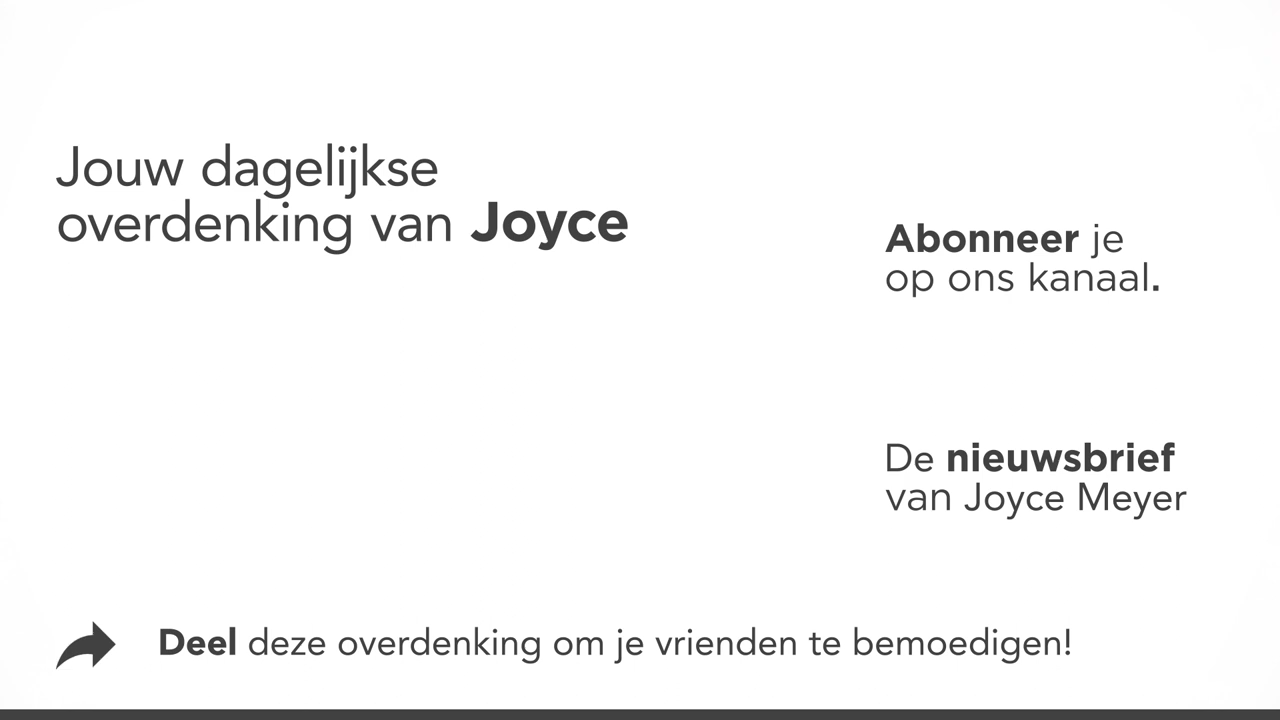 Jouw dagelijkse
overdenking van Joyce
Abonneer je
op ons kanaal.
De nieuwsbrief
van Joyce Meyer
Deel deze overdenking om je vrienden te bemoedigen!